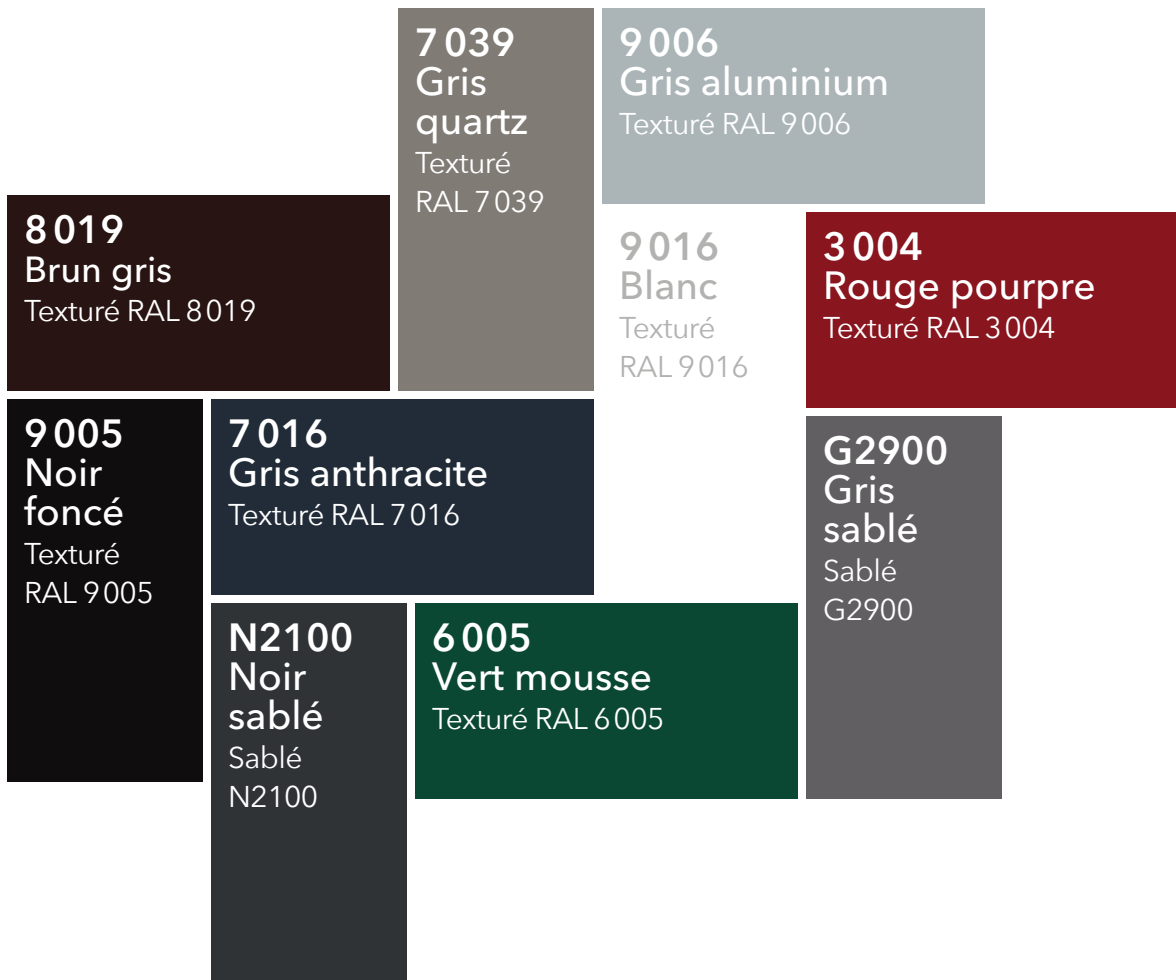 7 039
Gris
quartz
Texturé
RAL 7 039
9 006
Gris aluminium
Texturé RAL 9 006
8 019
Brun gris
Texturé RAL 8 019
9 016
Blanc
Texturé
RAL 9 016
3 004
Rouge pourpre
Texturé RAL 3 004
9 005
Noir
foncé
Texturé
RAL 9 005
7 016
Gris anthracite
Texturé RAL 7 016
G2900
Gris
sablé
Sablé
G2900
N2100
Noir
sablé
Sablé
N2100
6 005
Vert mousse
Texturé RAL 6 005